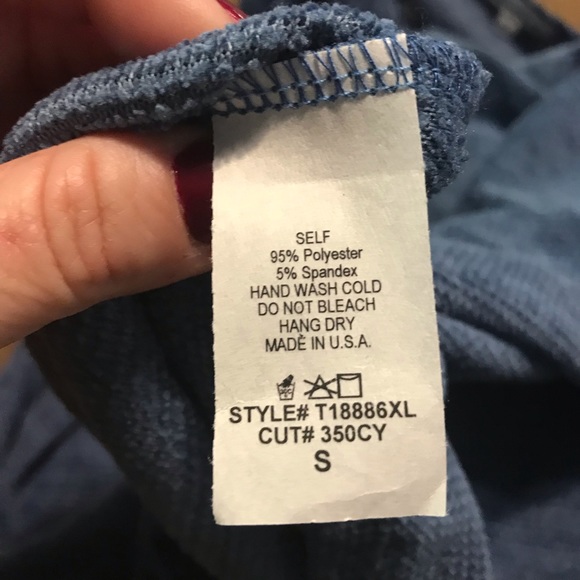 SELF
95% Polyester
5% Spandex
HAND WASH COLD
DO NOT BLEACH
HANG DRY
MADE IN U.S.A.
STYLE# T18886XL
CUT# 350CY
S